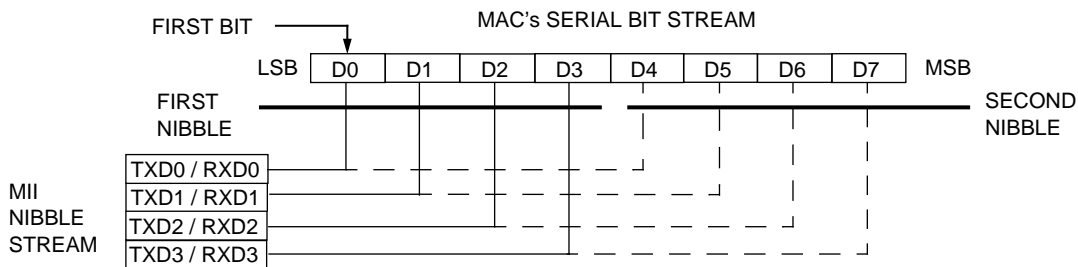 MAC's SERIAL BIT STREAM
FIRST BIT
LSB D0 D1 D2 D3 D4 D5 D6 D7 MSB
FIRST
NIBBLE
SECOND
NIBBLE
MII
NIBBLE
STREAM
TXD0 / RXD0
TXD1 / RXD1
TXD2 / RXD2
TXD3 / RXD3